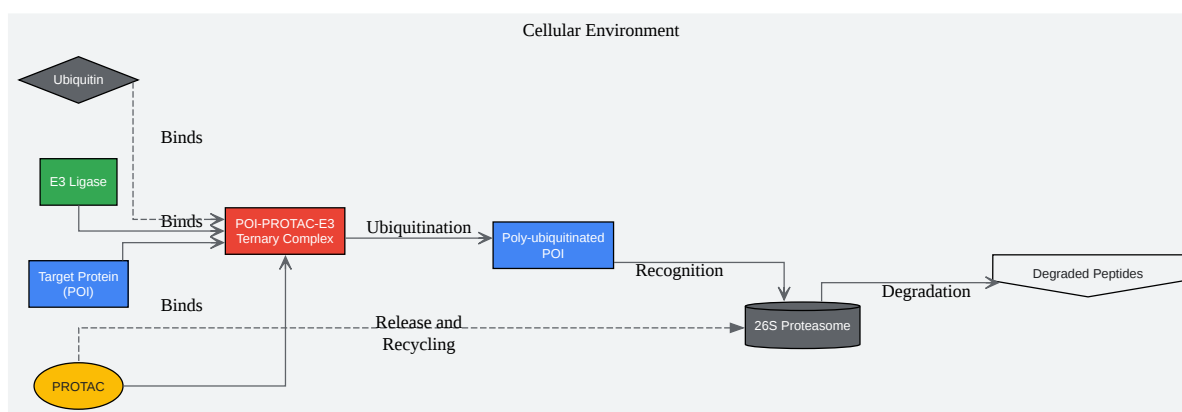 Cellular Environment
Ubiquitin
Binds
E3 Ligase
Binds
POI-PROTAC-E3
Ternary Complex
Ubiquitination
Poly-ubiquitinated
POI
Recognition
Target Protein
(POI)
Binds
Release and
Recycling
26S Proteasome
Degradation
Degraded Peptides
PROTAC